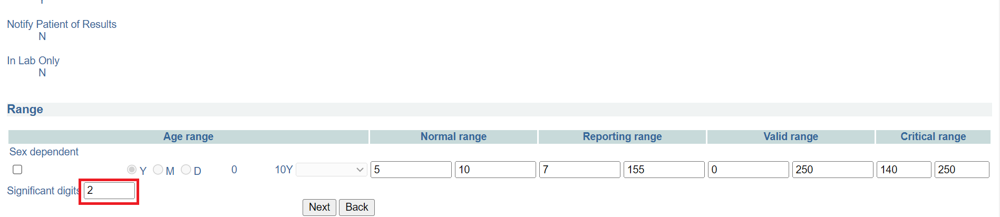 Notify Patient of Results
N
In Lab Only
N
Range
Age range Normal range Reporting range Valid range Critical range
Sex dependent
Y M D 0 10Y 5 10 7 155 0 250 140 250
Significant digits 2
Next Back